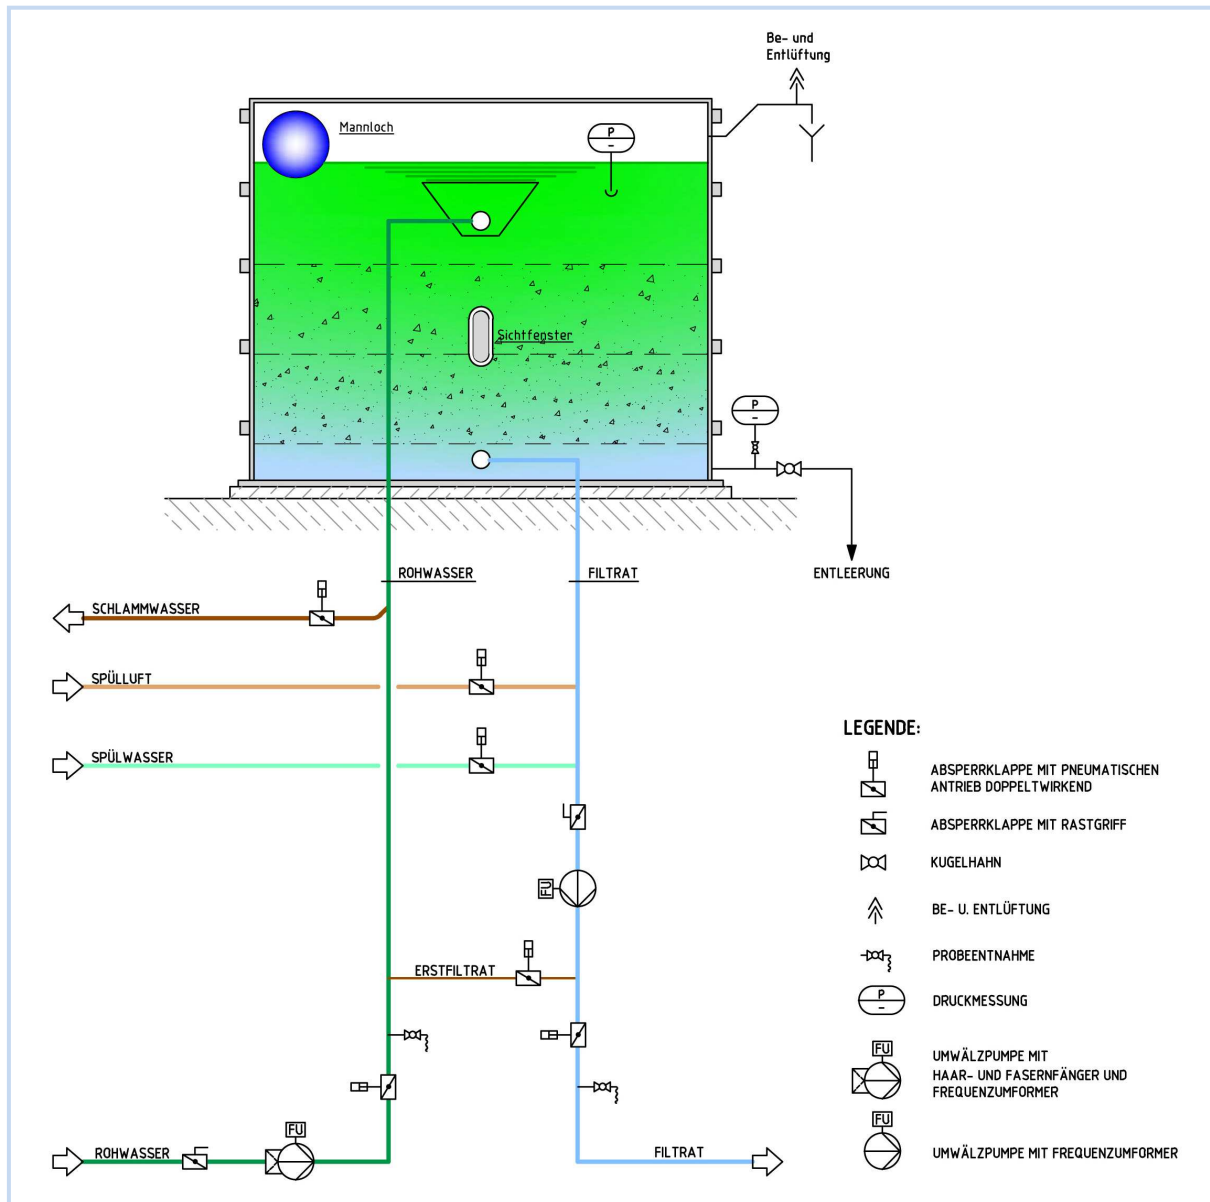 Be- und
Entlüftung
Mannloch
P
-
Sichtfenster
P
-
ENTLEERUNG
ROHWASSER
FILTRAT
SCHLAMMWASSER
SPÜLLUFT
SPÜLWASSER
FU
ERSTFILTRAT
FU
ROHWASSER
FILTRAT
LEGENDE:
ABSPERRKLAPPE MIT PNEUMATISCHEN
ANTRIEB DOPPELTWIRKEND
ABSPERRKLAPPE MIT RASTGRIFF
KUGELHAHN
BE- U. ENTLÜFTUNG
PROBEENTNAHME
P
-
DRUCKMESSUNG
FU
UMWÄLZPUMPE MIT
HAAR- UND FASERNFÄNGER UND
FREQUENZUMFORMER
FU
UMWÄLZPUMPE MIT FREQUENZUMFORMER